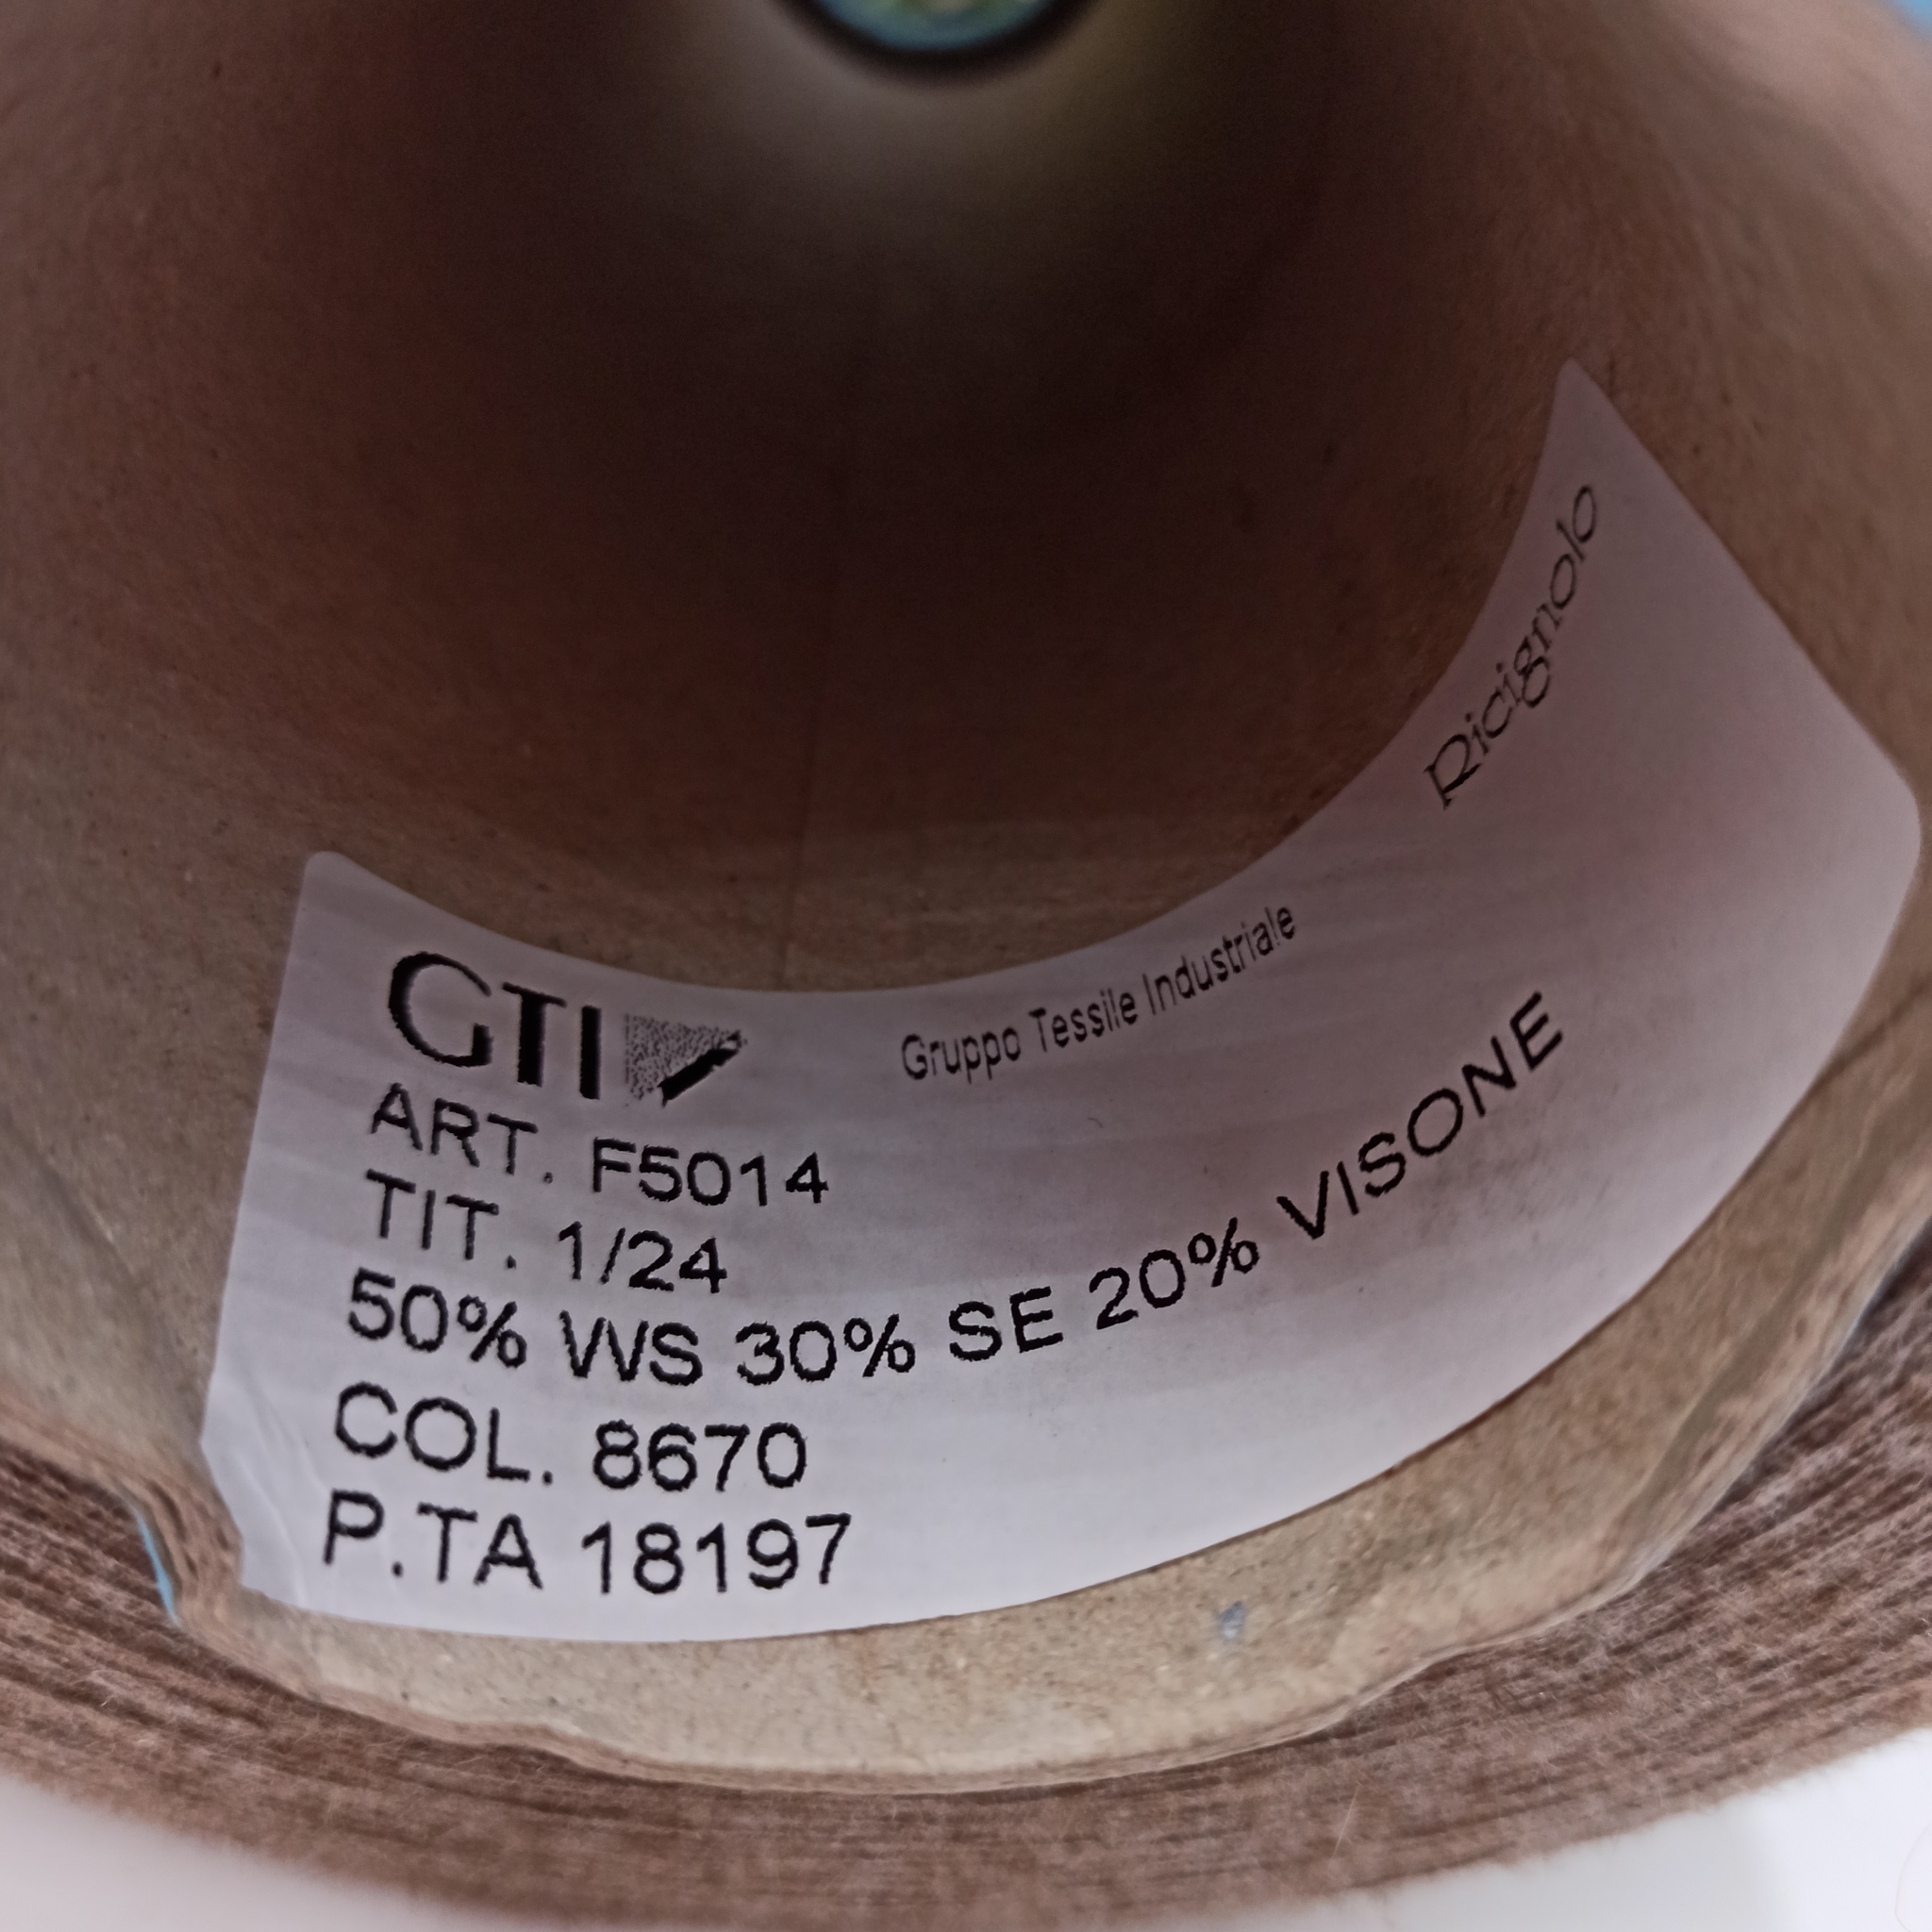 GTI Gruppo Tessile Industriale Ricignolo
ART. F5014
TIT. 1/24
50% WS 30% SE 20% VISONE
COL. 8670
P.TA 18197